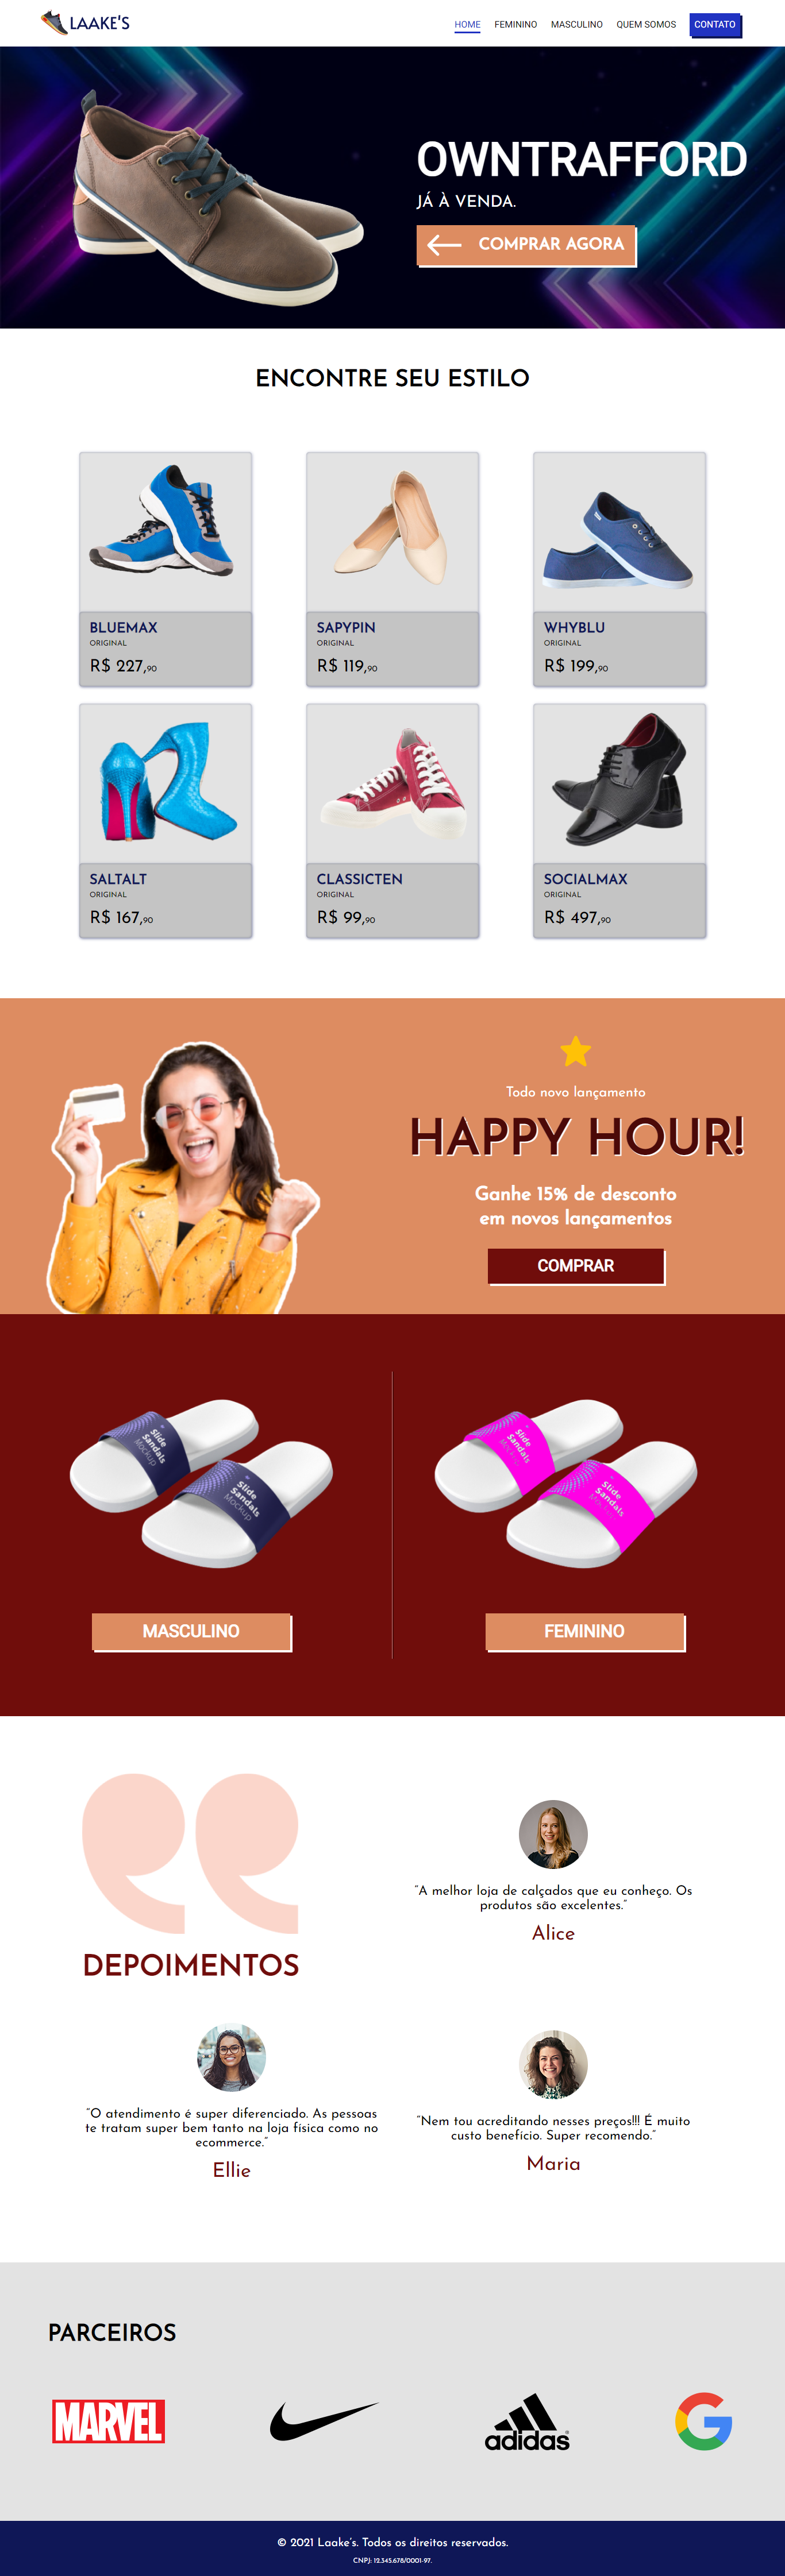 LAAKE'S
HOME FEMININO MASCULINO QUEM SOMOS CONTATO
OWNTRAFFORD
JÁ À VENDA.
COMPRAR AGORA
ENCONTRE SEU ESTILO
BLUEMAX
ORIGINAL
R$ 227,90
SAPYPIN
ORIGINAL
R$ 119,90
WHYBLU
ORIGINAL
R$ 199,90
SALTALT
ORIGINAL
R$ 167,90
CLASSICTEN
ORIGINAL
R$ 99,90
SOCIALMAX
ORIGINAL
R$ 497,90
Todo novo lançamento
HAPPY HOUR!
Ganhe 15% de desconto
em novos lançamentos
COMPRAR
Slide
Sandals
Mockup
Slide
Sandals
Mockup
Slide
Sandals
Mockup
Slide
Sandals
Mockup
MASCULINO
FEMININO
DEPOIMENTOS
“A melhor loja de calçados que eu conheço. Os
produtos são excelentes.”
Alice
“O atendimento é super diferenciado. As pessoas
te tratam super bem tanto na loja física como no
ecommerce.”
Ellie
“Nem tou acreditando nesses preços!!! É muito
custo benefício. Super recomendo.”
Maria
PARCEIROS
MARVEL
adidas
© 2021 Laake’s. Todos os direitos reservados.
CNPJ: 12.345.678/0001-97.